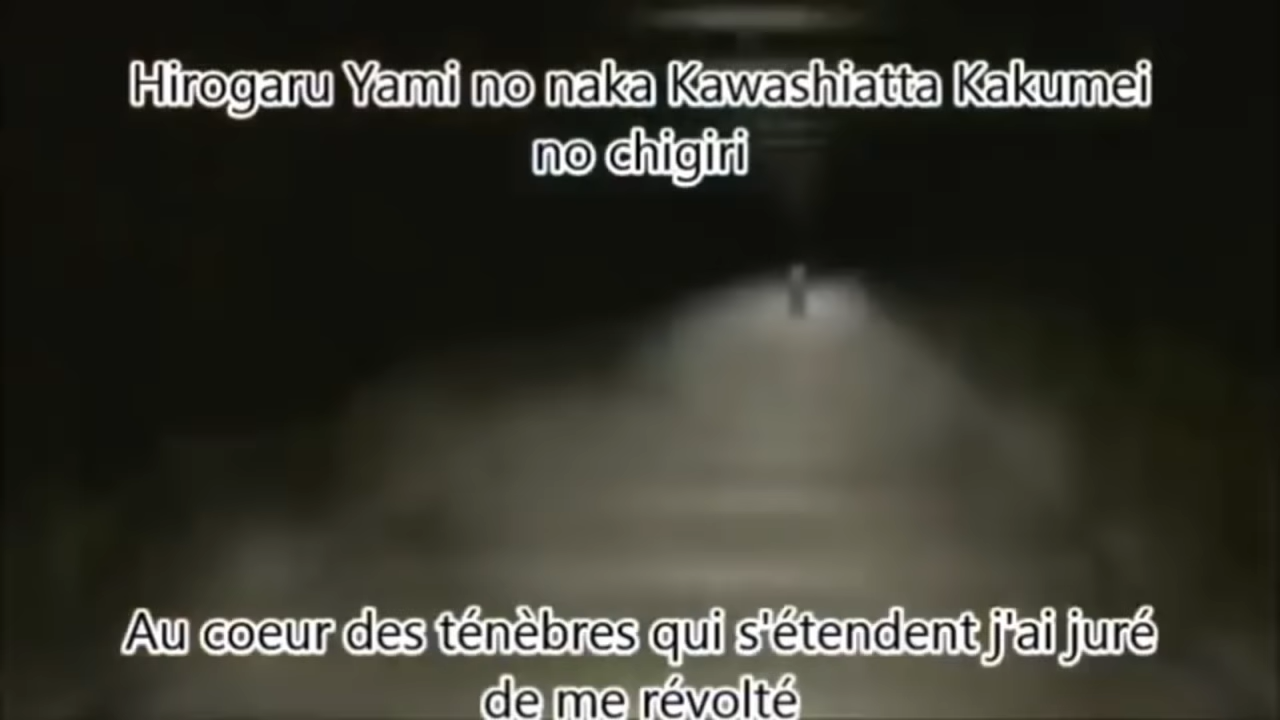 Hirogaru Yami no naka Kawashiatta Kakumei
no chigiri
Au coeur des ténèbres qui s'étendent j'ai juré
de me révolté